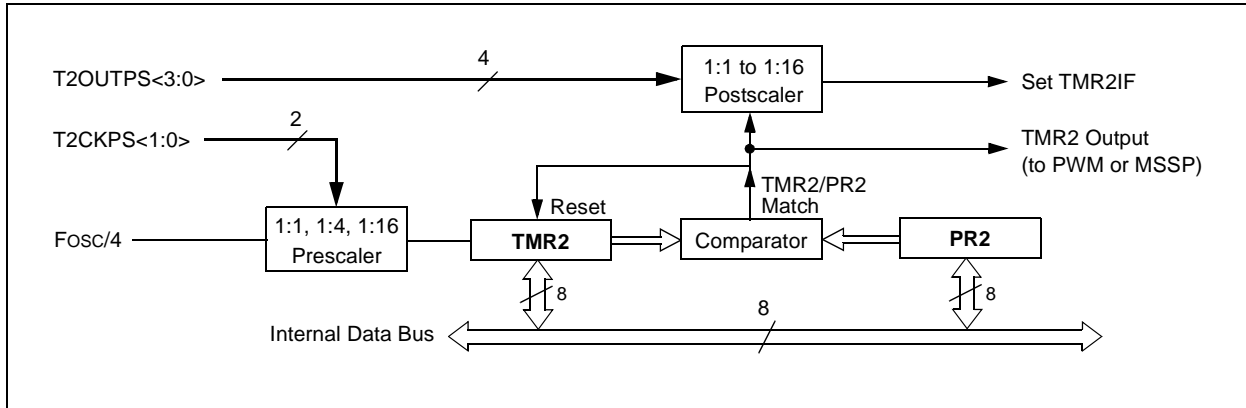 T2OUTPS<3:0>
4
1:1 to 1:16
Postscaler
Set TMR2IF
T2CKPS<1:0>
2
TMR2 Output
(to PWM or MSSP)
TMR2/PR2
Match
Reset
FOSC/4
1:1, 1:4, 1:16
Prescaler
TMR2
Comparator
PR2
8
8
8
Internal Data Bus